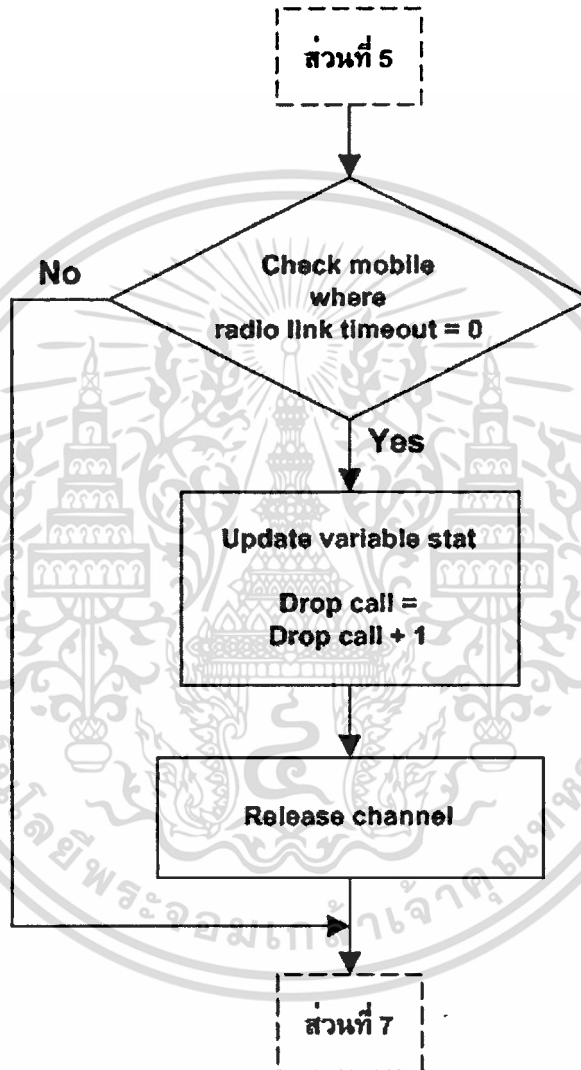 ส่วนที่ 5
Check mobile
where
radio link timeout = 0
No
Yes
Update variable stat
Drop call =
Drop call + 1
Release channel
ส่วนที่ 7